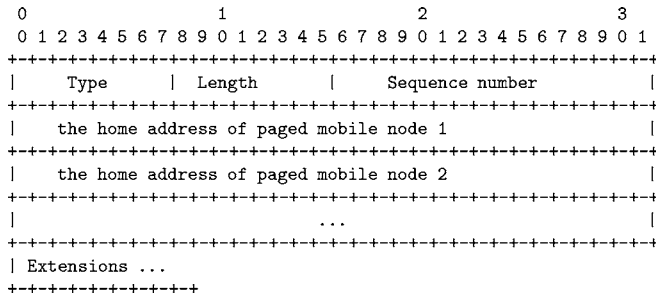 0                   1                   2                   3
 0 1 2 3 4 5 6 7 8 9 0 1 2 3 4 5 6 7 8 9 0 1 2 3 4 5 6 7 8 9 0 1
+-+-+-+-+-+-+-+-+-+-+-+-+-+-+-+-+-+-+-+-+-+-+-+-+-+-+-+-+-+-+-+-+
|     Type      |  Length       |     Sequence number           |
+-+-+-+-+-+-+-+-+-+-+-+-+-+-+-+-+-+-+-+-+-+-+-+-+-+-+-+-+-+-+-+-+
|    the home address of paged mobile node 1                    |
+-+-+-+-+-+-+-+-+-+-+-+-+-+-+-+-+-+-+-+-+-+-+-+-+-+-+-+-+-+-+-+-+
|    the home address of paged mobile node 2                    |
+-+-+-+-+-+-+-+-+-+-+-+-+-+-+-+-+-+-+-+-+-+-+-+-+-+-+-+-+-+-+-+-+
|                              ...                              |
+-+-+-+-+-+-+-+-+-+-+-+-+-+-+-+-+-+-+-+-+-+-+-+-+-+-+-+-+-+-+-+-+
| Extensions ...
+-+-+-+-+-+-+-+-+-+